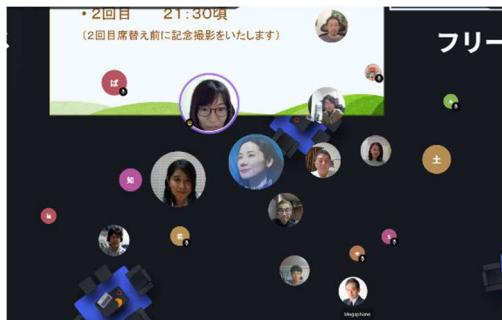 ・2回目　　21:30頃
(2回目席替え前に記念撮影をいたします)
フリー
ば
土
知
Megaphone